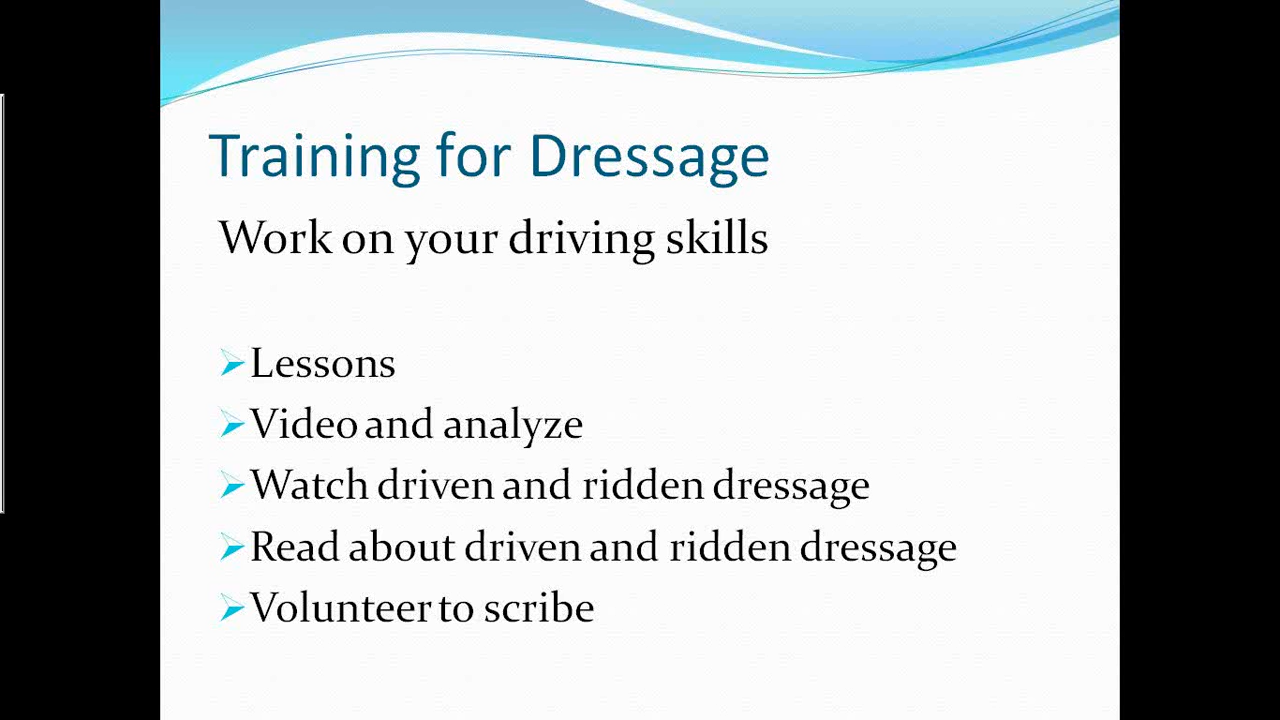 Training for Dressage
Work on your driving skills
Lessons
Video and analyze
Watch driven and ridden dressage
Read about driven and ridden dressage
Volunteer to scribe